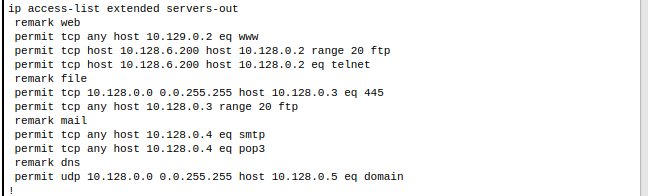 ip access-list extended servers-out
remark web
permit tcp any host 10.129.0.2 eq www
permit tcp host 10.128.6.200 host 10.128.0.2 range 20 ftp
permit tcp host 10.128.6.200 host 10.128.0.2 eq telnet
remark file
permit tcp 10.128.0.0 0.0.255.255 host 10.128.0.3 eq 445
permit tcp any host 10.128.0.3 range 20 ftp
remark mail
permit tcp any host 10.128.0.4 eq smtp
permit tcp any host 10.128.0.4 eq pop3
remark dns
permit udp 10.128.0.0 0.0.255.255 host 10.128.0.5 eq domain
!